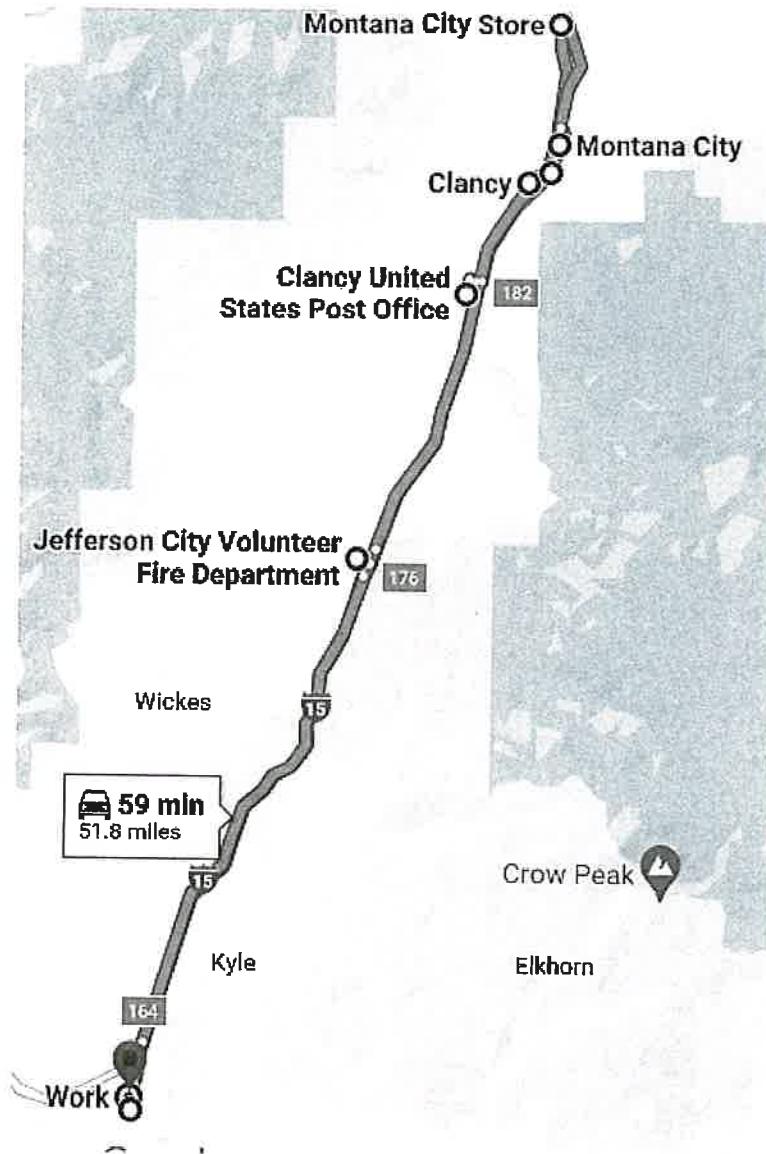 Montana City Store
Montana City
Clancy
Clancy United
States Post Office
182
Jefferson City Volunteer
Fire Department
176
Wickes
15
59 min
51.8 miles
15
Crow Peak
Kyle
Elkhorn
164
Work